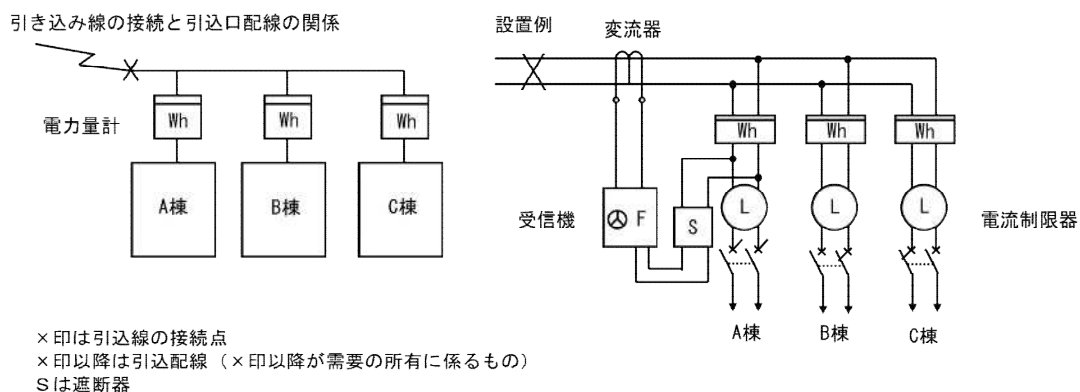 引き込み線の接続と引込口配線の関係
電力量計
Wh
Wh
Wh
A棟
B棟
C棟
設置例
変流器
Wh
Wh
Wh
受信機
F
S
L
L
L
電流制限器
A棟
B棟
C棟
×印は引込線の接続点
×印以降は引込配線（×印以降が需要の所有に係るもの）
Sは遮断器